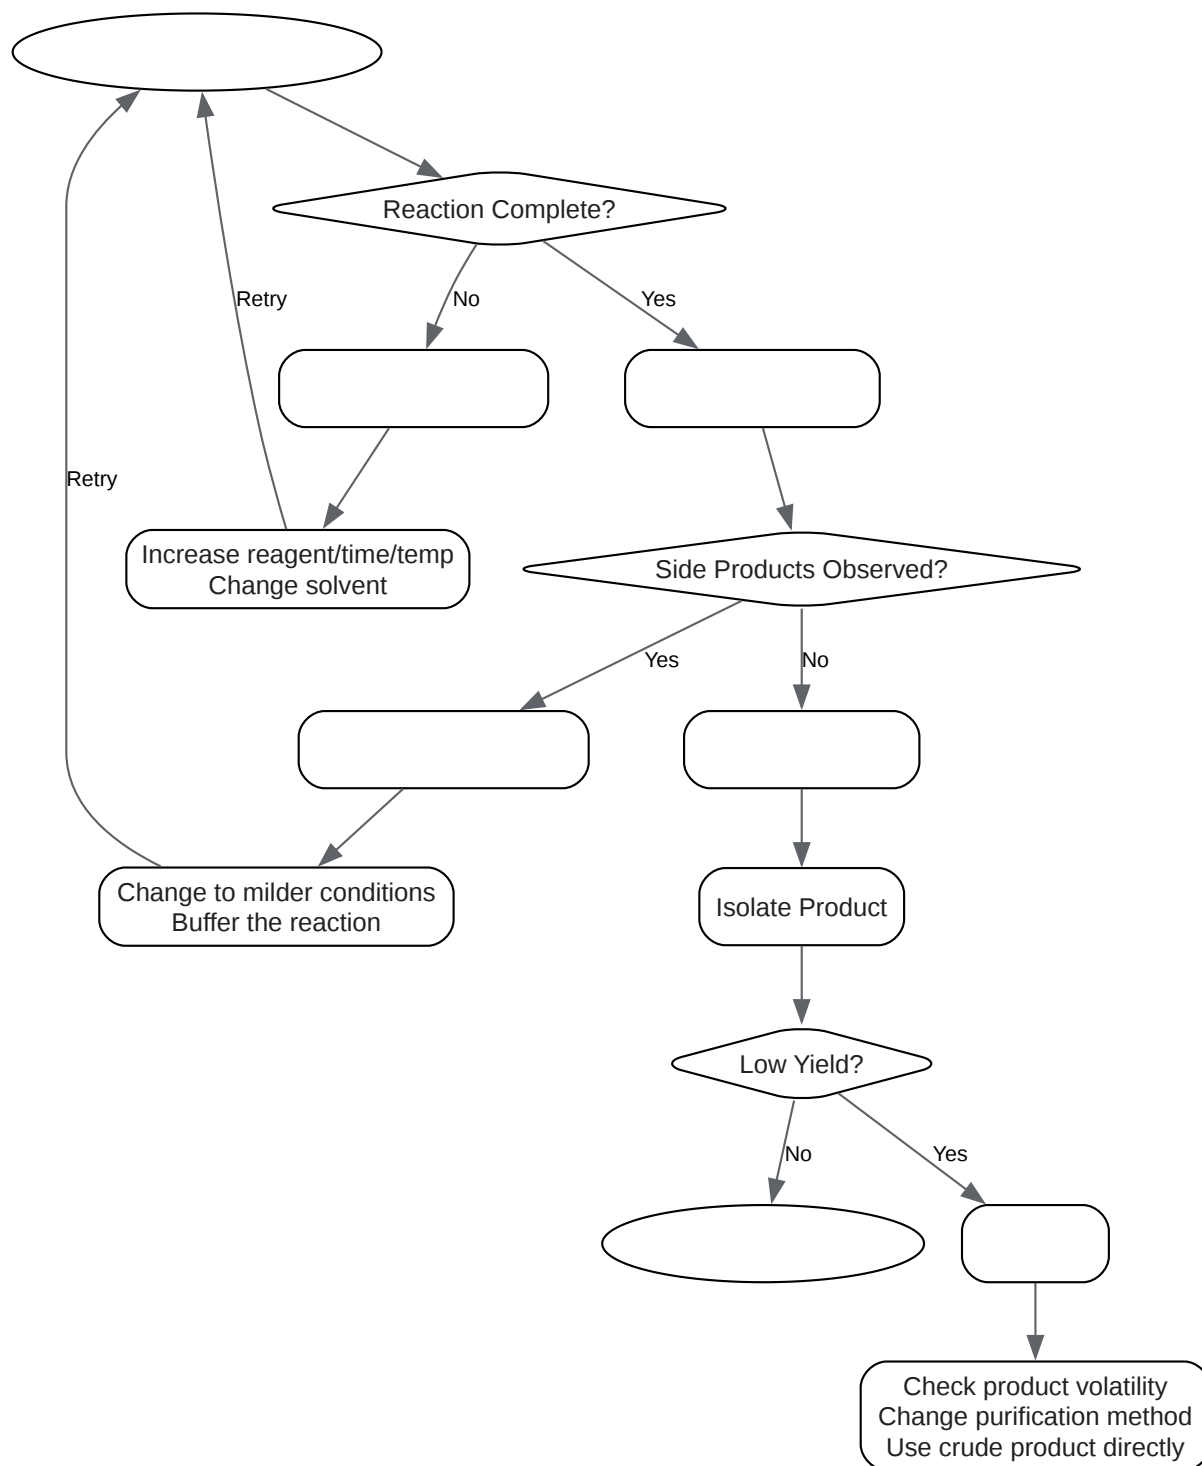 Reaction Complete?
Retry
No
Yes
Retry
Increase reagent/time/temp
Change solvent
Side Products Observed?
Yes
No
Change to milder conditions
Buffer the reaction
Isolate Product
Low Yield?
No
Yes
Check product volatility
Change purification method
Use crude product directly